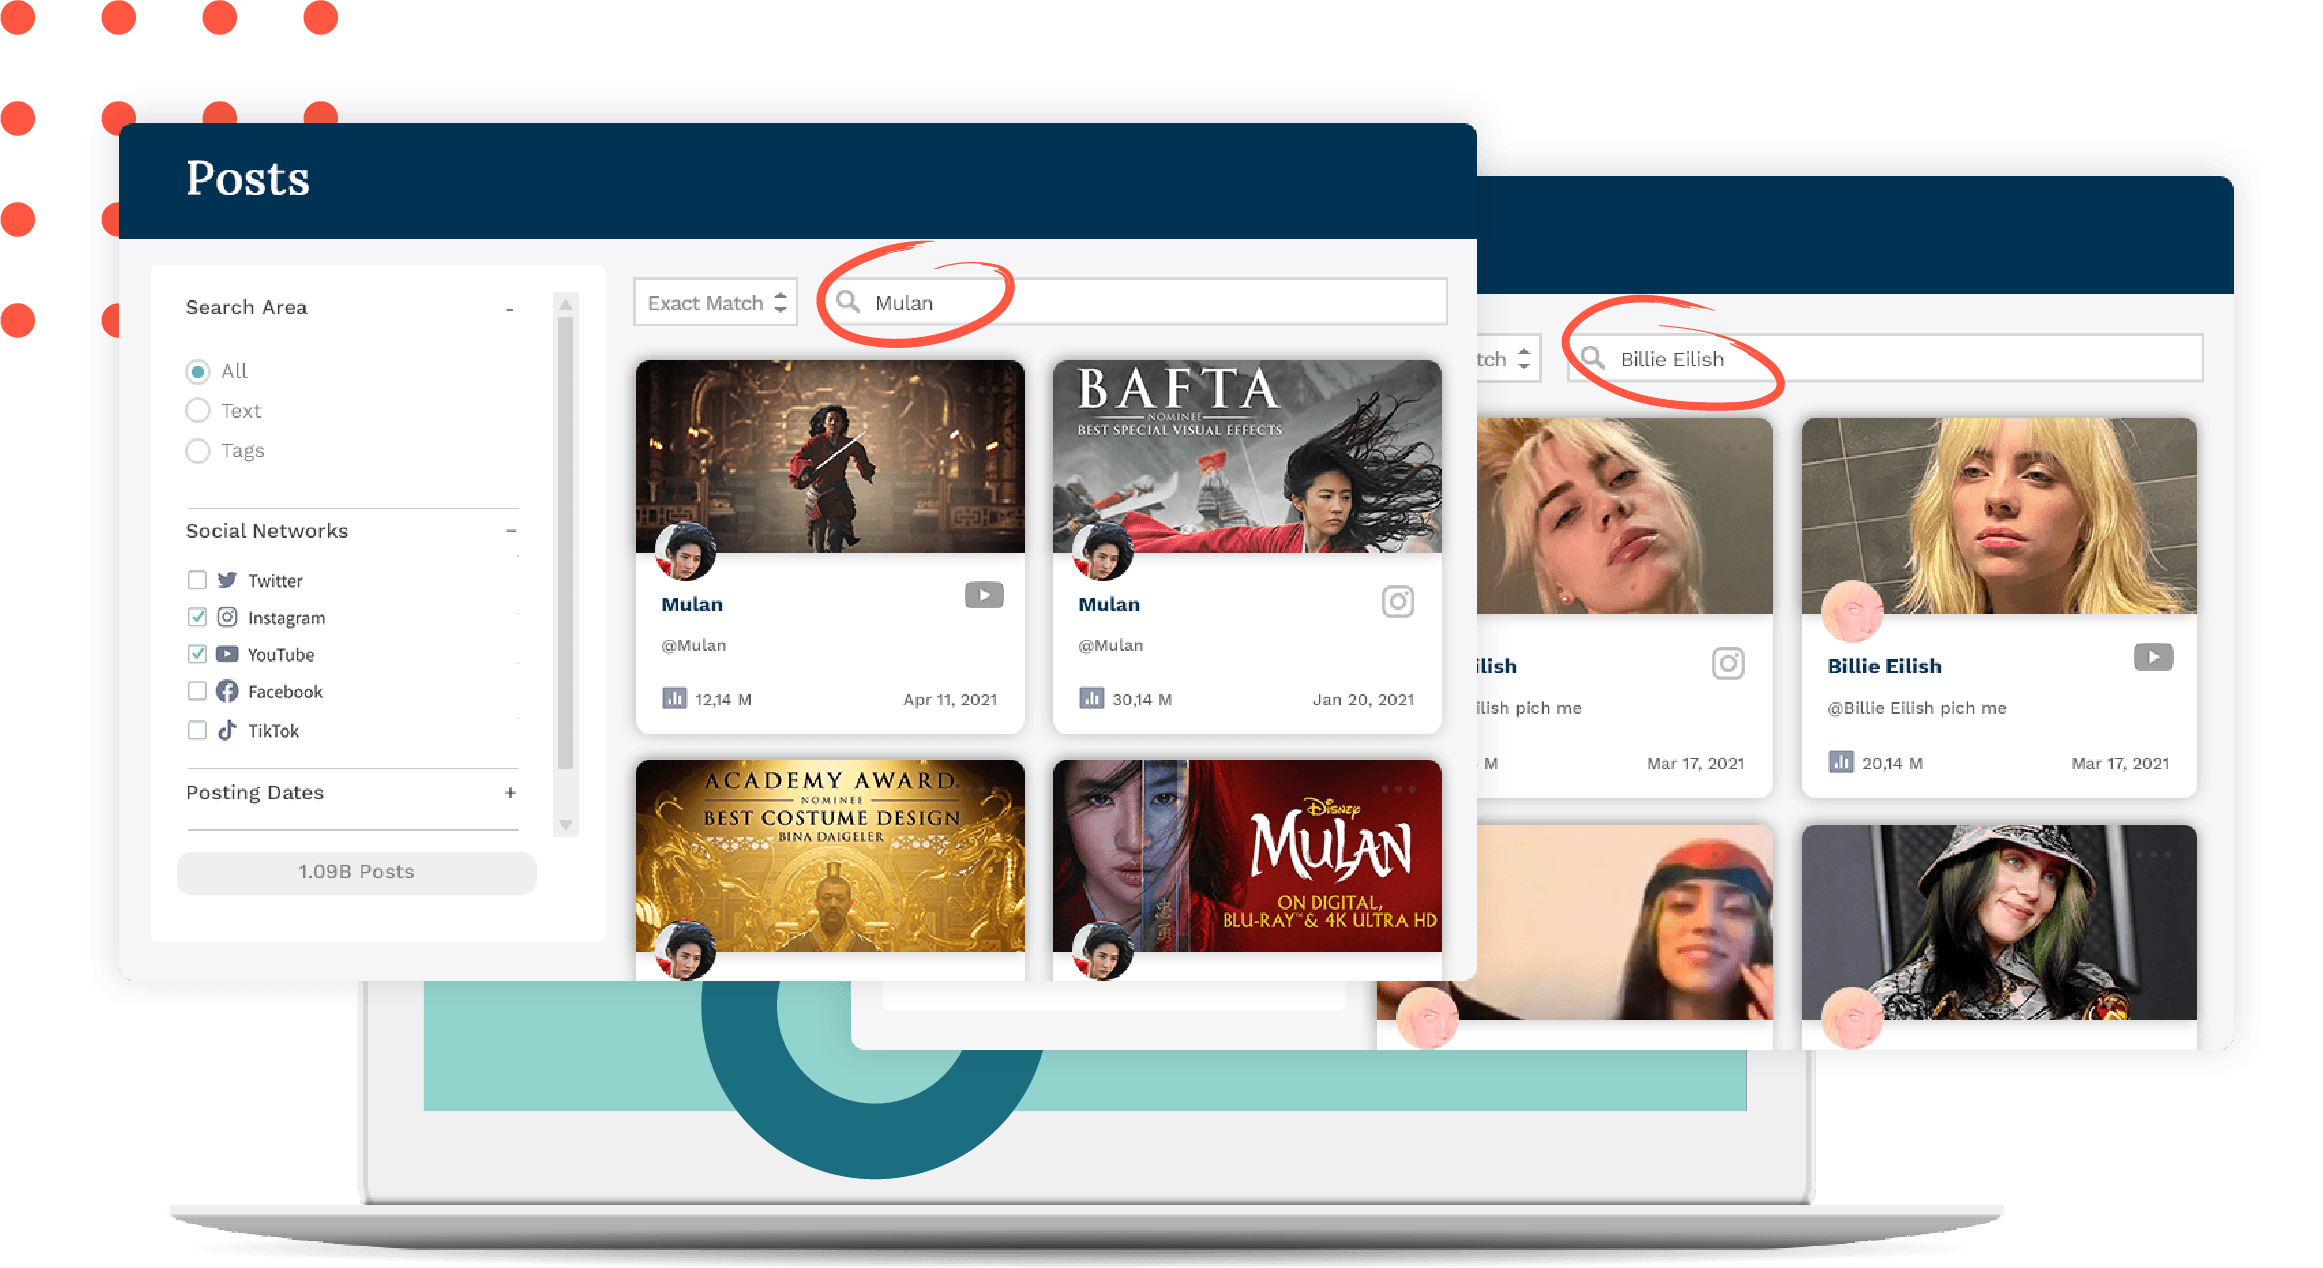 Posts
Search Area -
All
Text
Tags
Social Networks -
Twitter
Instagram
YouTube
Facebook
TikTok
Posting Dates +
1.09B Posts
Exact Match
Mulan
Mulan
@Mulan
12,14 M
Apr 11, 2021
BAFTA
NOMINEE
BEST SPECIAL VISUAL EFFECTS
Mulan
@Mulan
30,14 M
Jan 20, 2021
ACADEMY AWARD®
NOMINEE
BEST COSTUME DESIGN
BINA DAIGELER
DISNEY
MULAN
ON DIGITAL,
BLU-RAY™ & 4K ULTRA HD
忠
勇
tch
Billie Eilish
ilish
ilish pich me
M
Mar 17, 2021
Billie Eilish
@Billie Eilish pich me
20,14 M
Mar 17, 2021